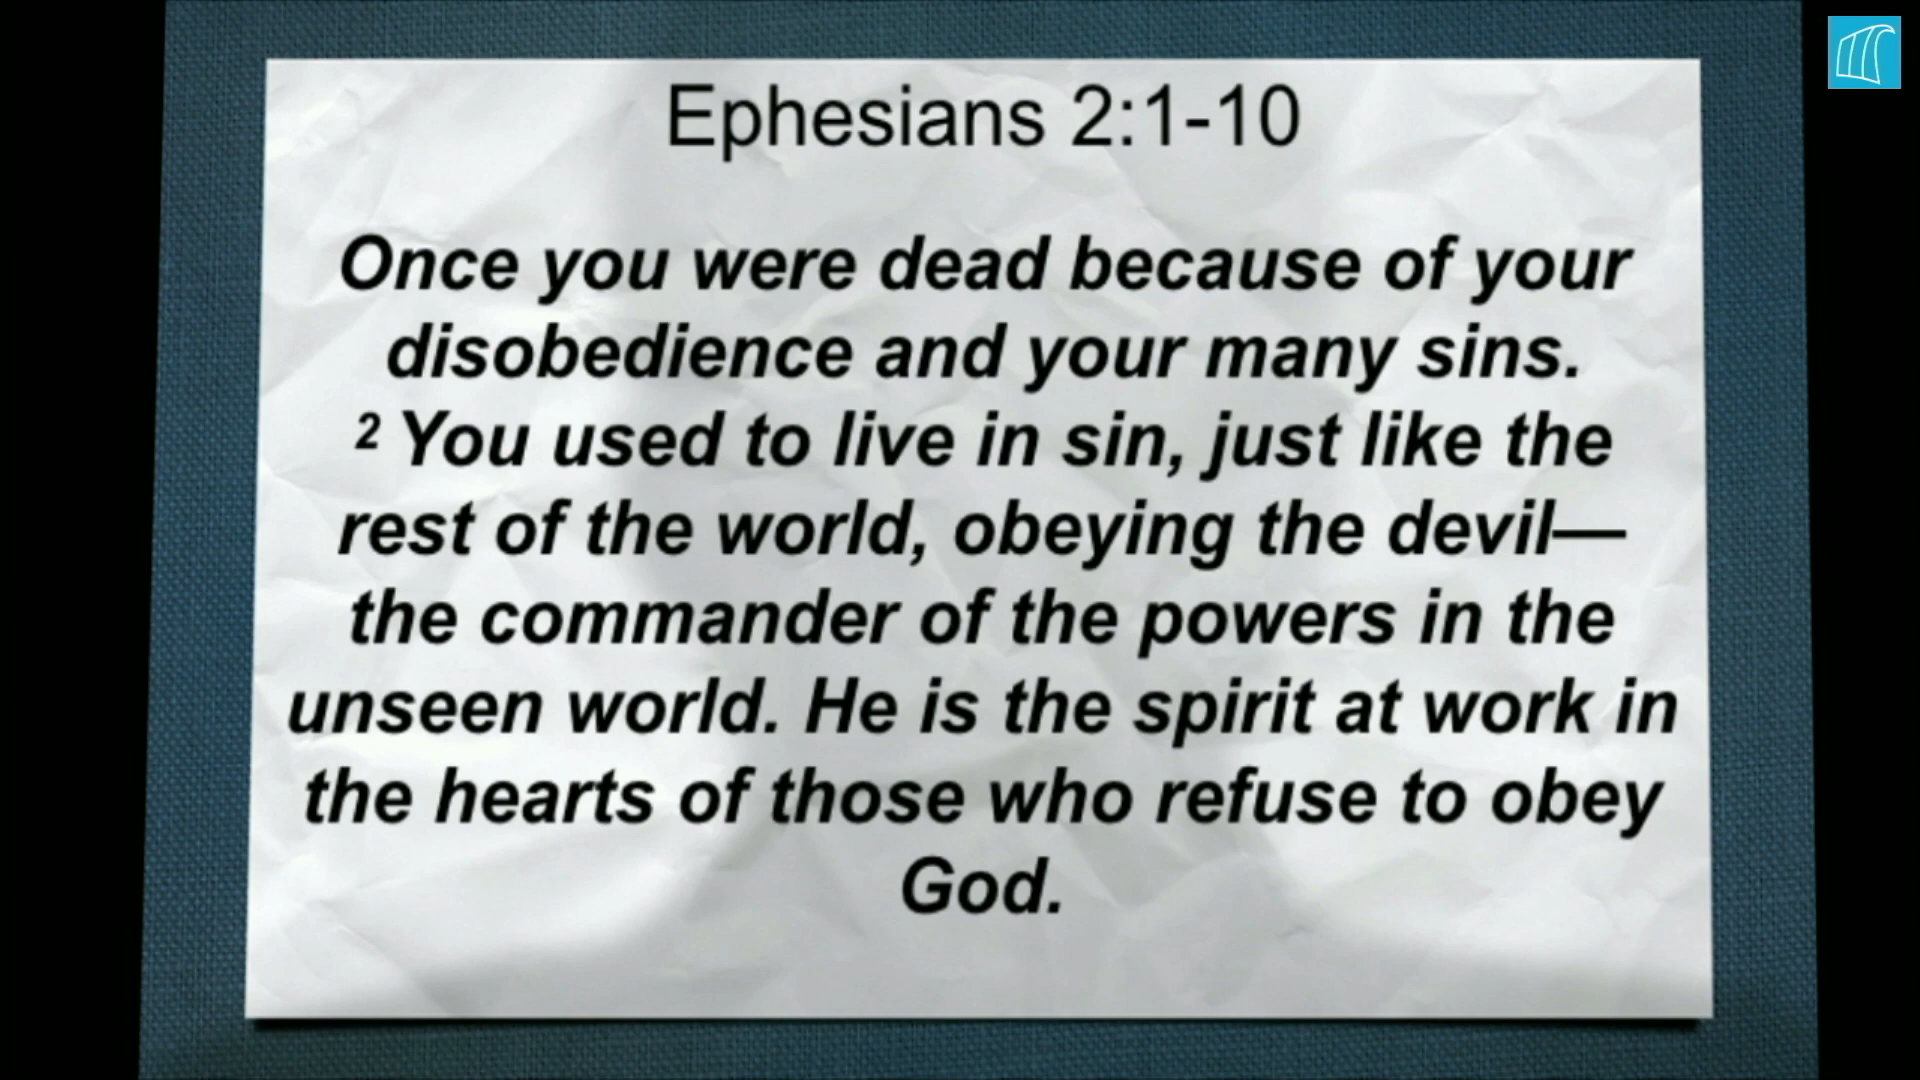 Ephesians 2:1-10
Once you were dead because of your
disobedience and your many sins.
² You used to live in sin, just like the
rest of the world, obeying the devil—
the commander of the powers in the
unseen world. He is the spirit at work in
the hearts of those who refuse to obey
God.